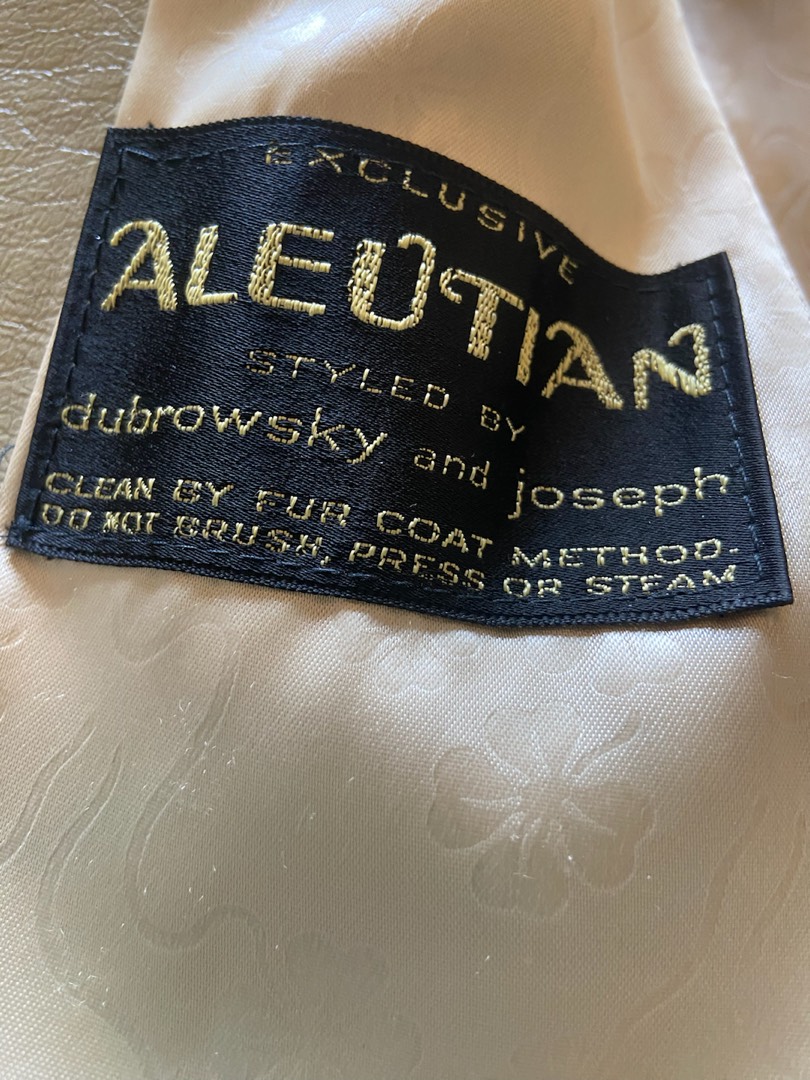 EXCLUSIVE
ALEUTIAN
STYLED BY
dubrowsky and joseph
CLEAN BY FUR COAT METHOD.
DO NOT BRUSH, PRESS OR STEAM